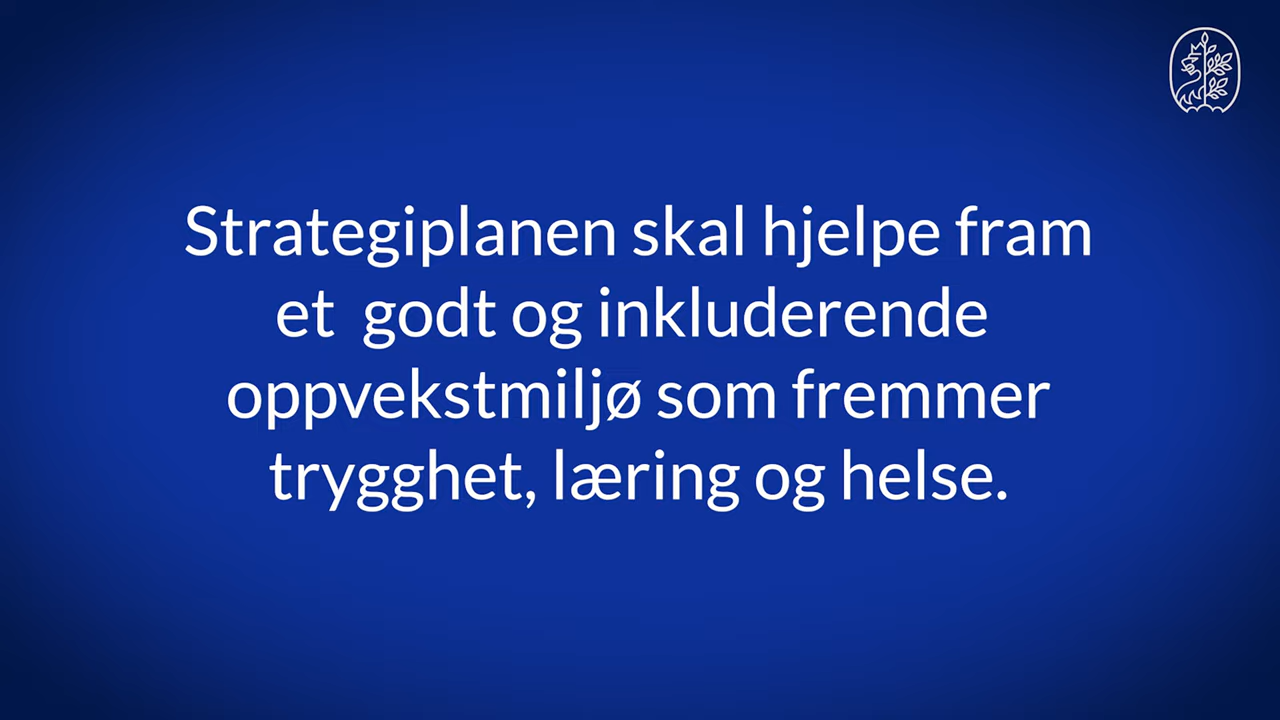 Strategiplanen skal hjelpe fram
et  godt og inkluderende
oppvekstmiljø som fremmer
trygghet, læring og helse.